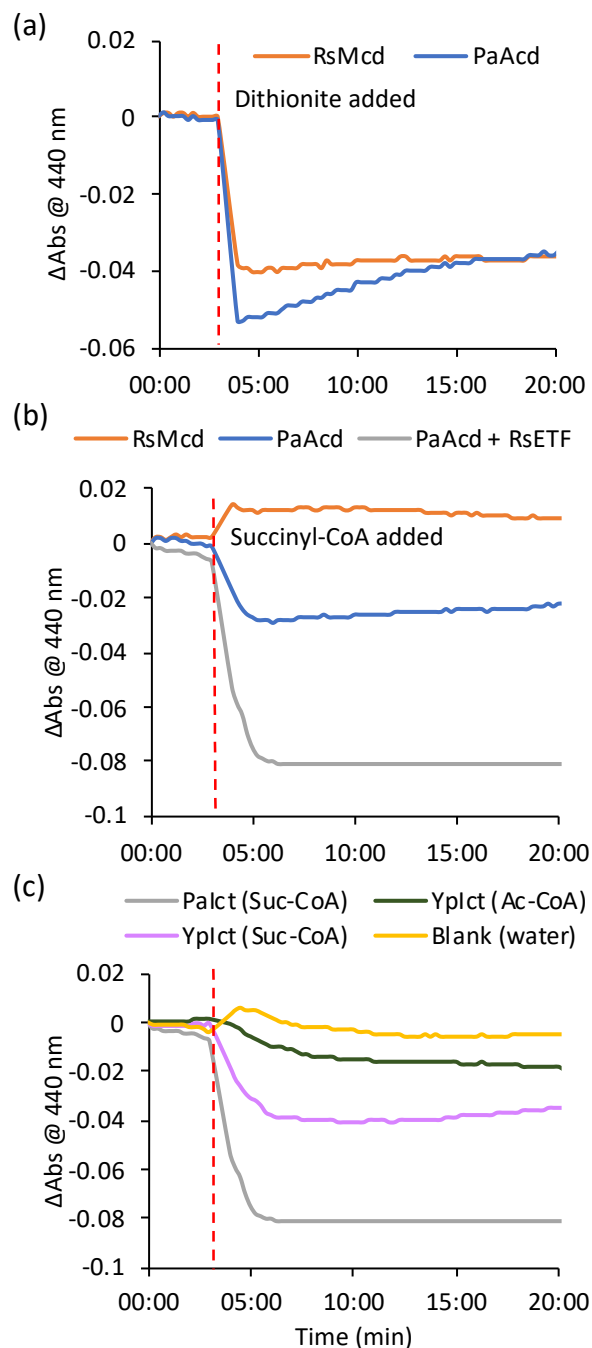 (a)
RsMcd PaAcd
Dithionite added
ΔAbs @ 440 nm
0.02
0
-0.02
-0.04
-0.06
00:00 05:00 10:00 15:00 20:00
(b)
RsMcd PaAcd PaAcd + RsETF
Succinyl-CoA added
ΔAbs @ 440 nm
0.02
0
-0.02
-0.04
-0.06
-0.08
-0.1
00:00 05:00 10:00 15:00 20:00
(c)
PaIct (Suc-CoA) YpIct (Ac-CoA)
YpIct (Suc-CoA) Blank (water)
ΔAbs @ 440 nm
0.02
0
-0.02
-0.04
-0.06
-0.08
-0.1
00:00 05:00 10:00 15:00 20:00
Time (min)